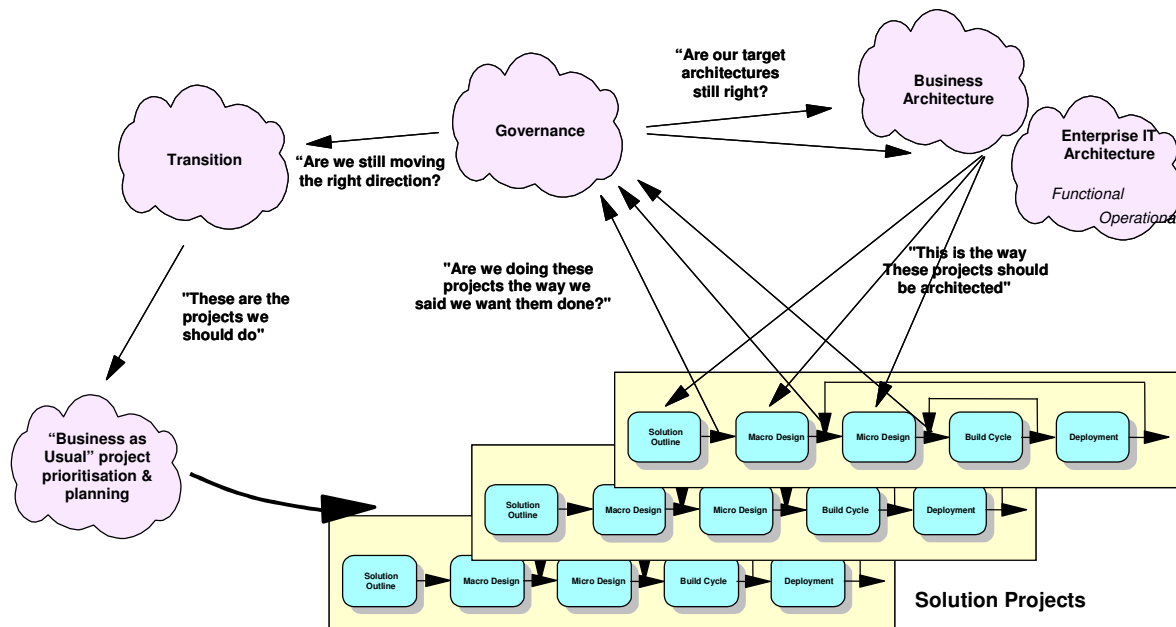 “Are our target
architectures
still right?
Business
Architecture
Enterprise IT
Architecture
Functional
Operational
Governance
Transition
“Are we still moving
the right direction?
"These are the
projects we
should do"
"Are we doing these
projects the way we
said we want them done?"
"This is the way
These projects should
be architected"
“Business as
Usual” project
prioritisation &
planning
Solution
Outline
Macro Design
Micro Design
Build Cycle
Deployment
Solution
Outline
Macro Design
Micro Design
Build Cycle
Deployment
Solution
Outline
Macro Design
Micro Design
Build Cycle
Deployment
Solution Projects